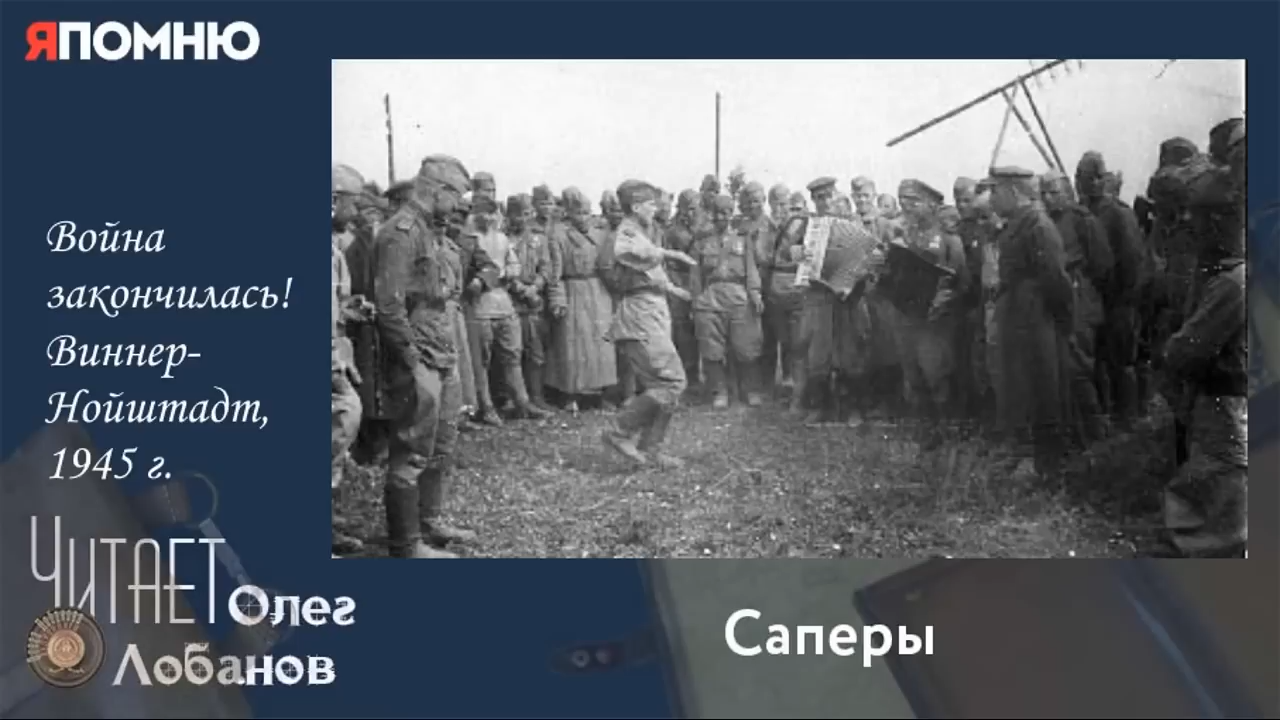 ЯПОМНЮ
Война
закончилась!
Виннер-
Нойштадт,
1945 г.
Читает
Олег
Лобанов
Саперы